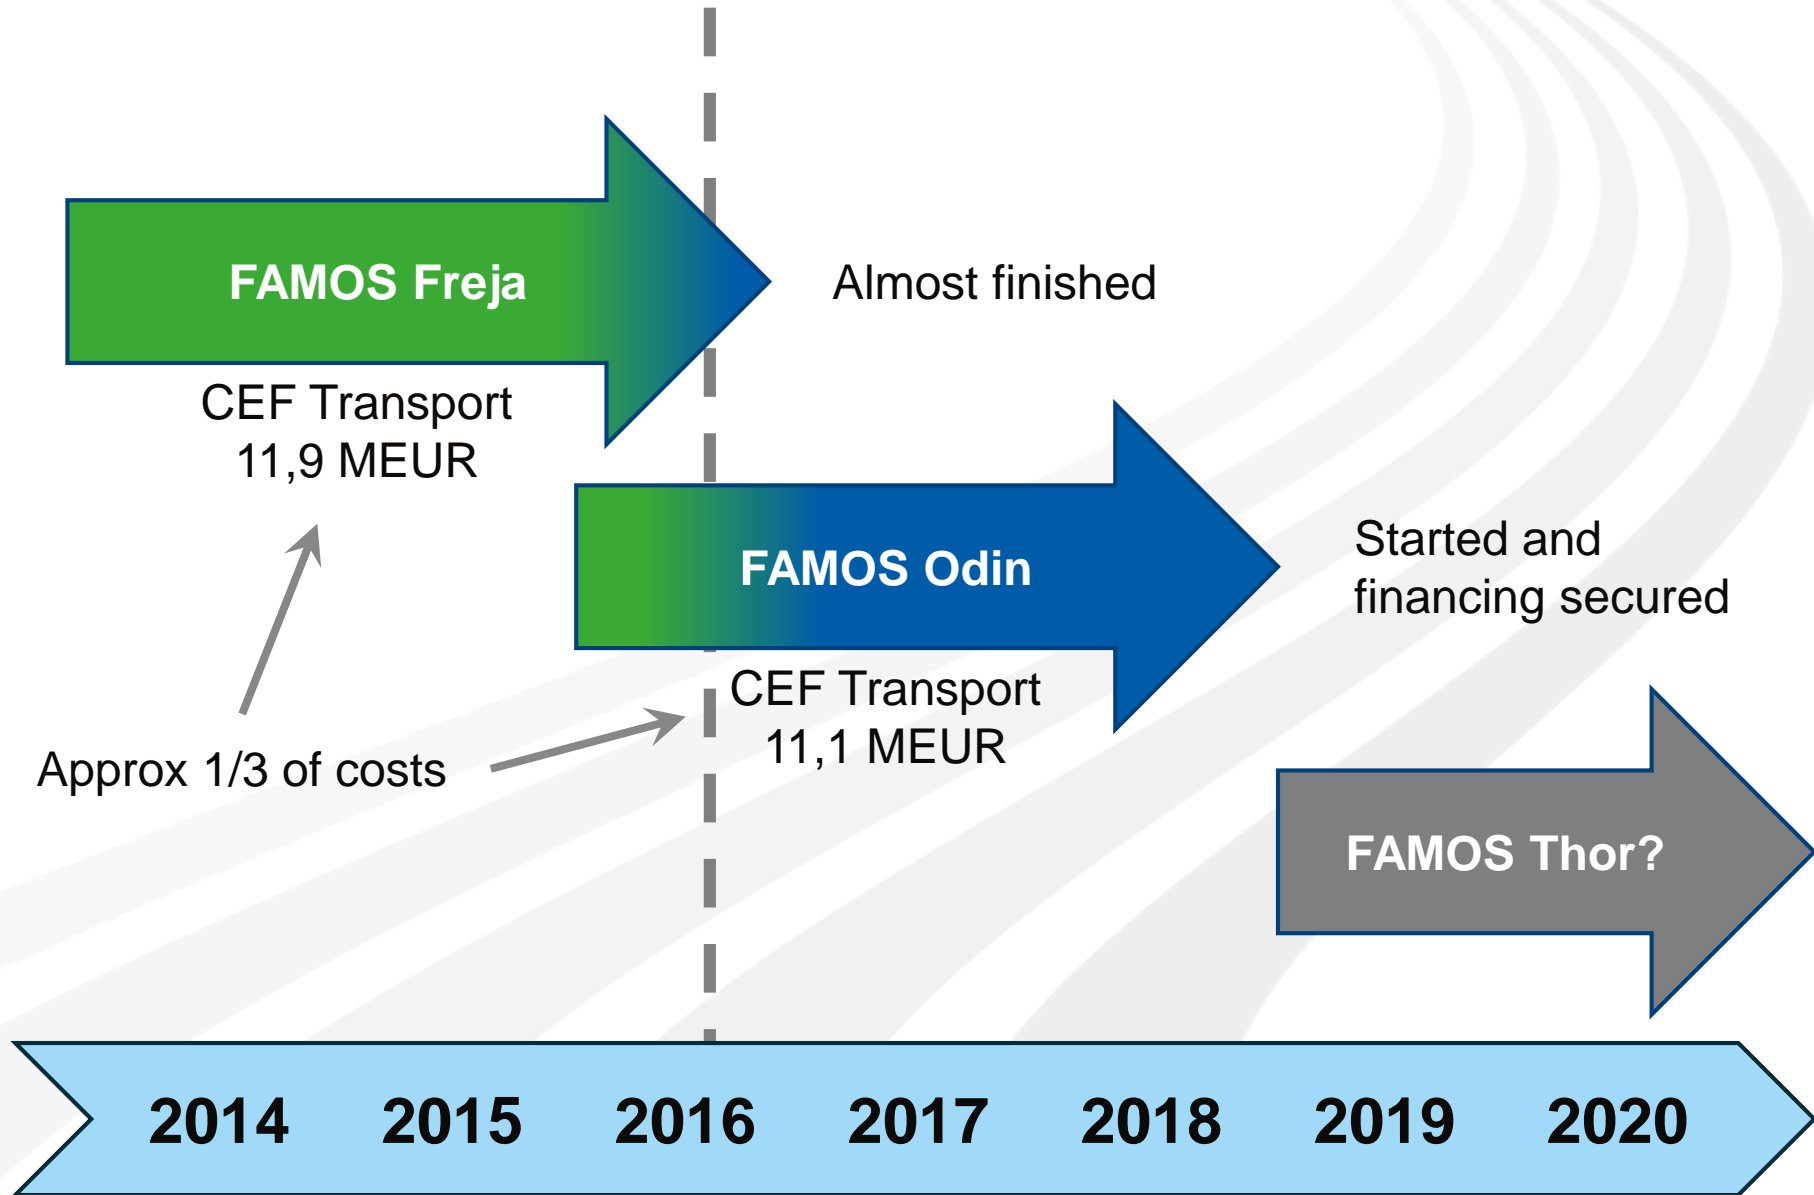 FAMOS Freja
Almost finished
CEF Transport
11,9 MEUR
FAMOS Odin
Started and
financing secured
CEF Transport
11,1 MEUR
Approx 1/3 of costs
FAMOS Thor?
2014 2015 2016 2017 2018 2019 2020